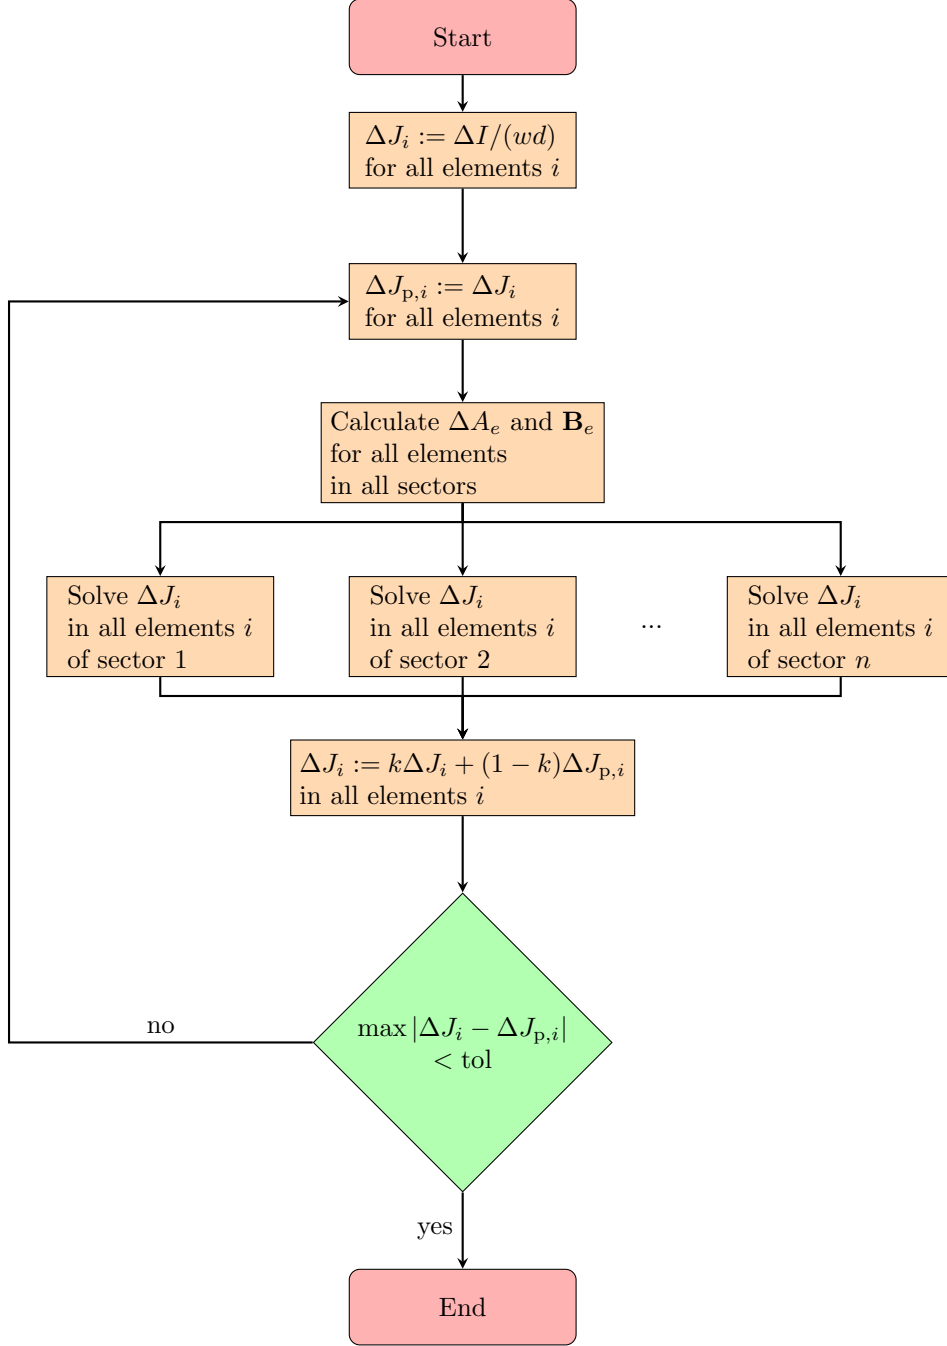 Start
ΔJ_i := ΔI/(wd)
for all elements i
ΔJ_{p,i} := ΔJ_i
for all elements i
Calculate ΔA_e and B_e
for all elements
in all sectors
Solve ΔJ_i
in all elements i
of sector 1
Solve ΔJ_i
in all elements i
of sector 2
...
Solve ΔJ_i
in all elements i
of sector n
ΔJ_i := kΔJ_i + (1 − k)ΔJ_{p,i}
in all elements i
no
max |ΔJ_i − ΔJ_{p,i}|
< tol
yes
End